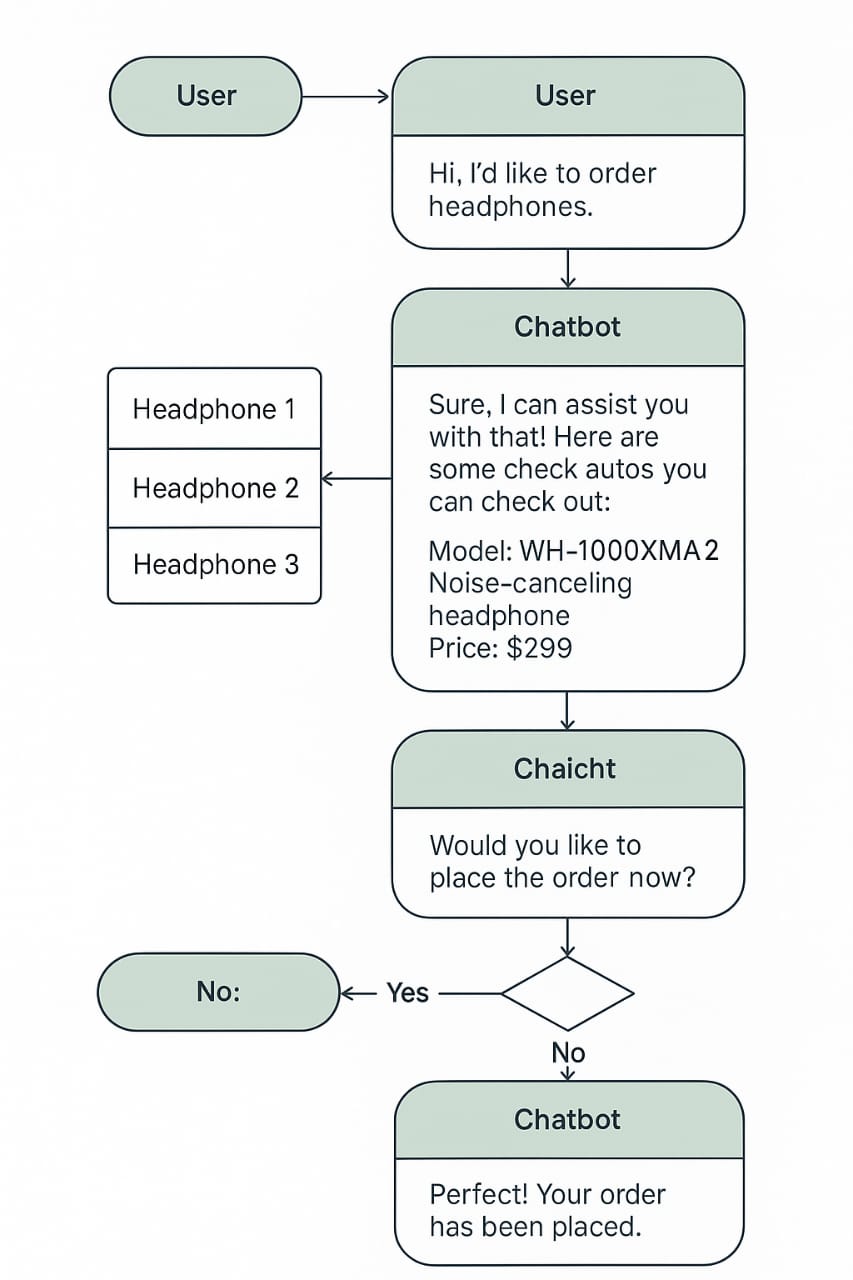 User
User
Hi, I’d like to order
headphones.
Chatbot
Sure, I can assist you
with that! Here are
some check autos you
can check out:
Model: WH-1000XMA2
Noise-canceling
headphone
Price: $299
Headphone 1
Headphone 2
Headphone 3
Chaicht
Would you like to
place the order now?
No:
Yes
No
Chatbot
Perfect! Your order
has been placed.